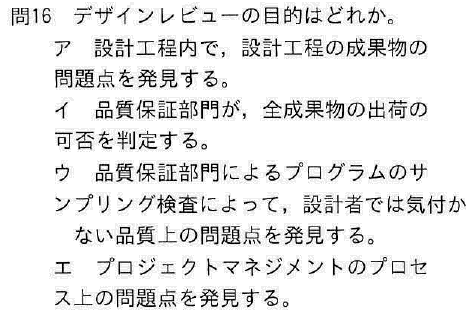 問16　デザインレビューの目的はどれか。
ア　設計工程内で，設計工程の成果物の
問題点を発見する。
イ　品質保証部門が，全成果物の出荷の
可否を判定する。
ウ　品質保証部門によるプログラムのサ
ンプリング検査によって，設計者では気付か
ない品質上の問題点を発見する。
エ　プロジェクトマネジメントのプロセ
ス上の問題点を発見する。